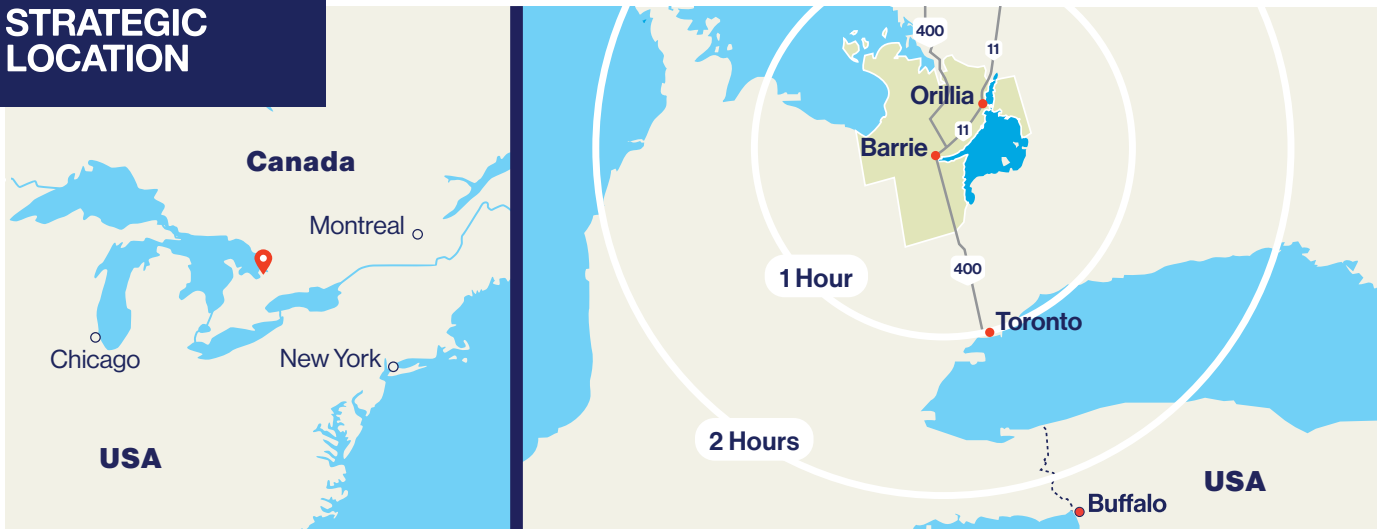 STRATEGIC
LOCATION
Canada
Montreal
Chicago
New York
USA
400
11
Orillia
11
Barrie
1 Hour
400
Toronto
2 Hours
USA
Buffalo